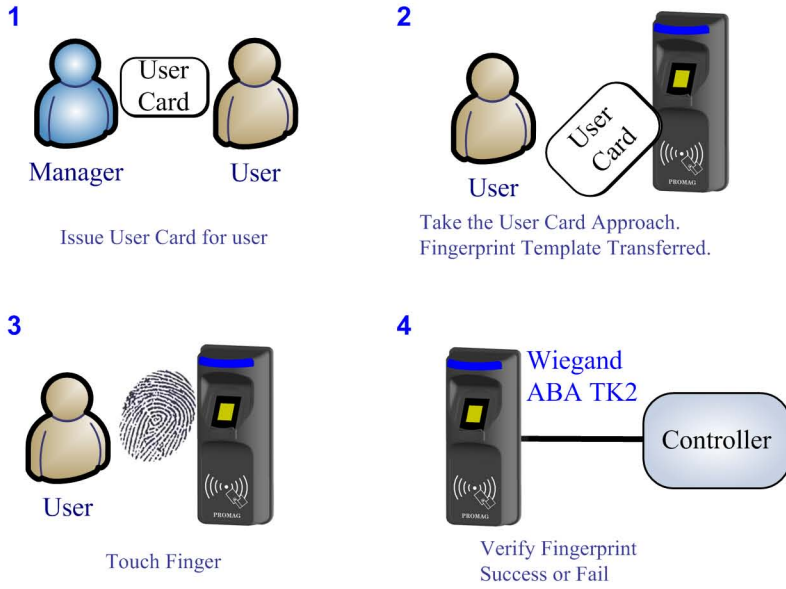 1
User
Card
Manager
User
Issue User Card for user
2
User
Card
User
PROMAG
Take the User Card Approach.
Fingerprint Template Transferred.
3
User
PROMAG
Touch Finger
4
Wiegand
ABA TK2
Controller
PROMAG
Verify Fingerprint
Success or Fail